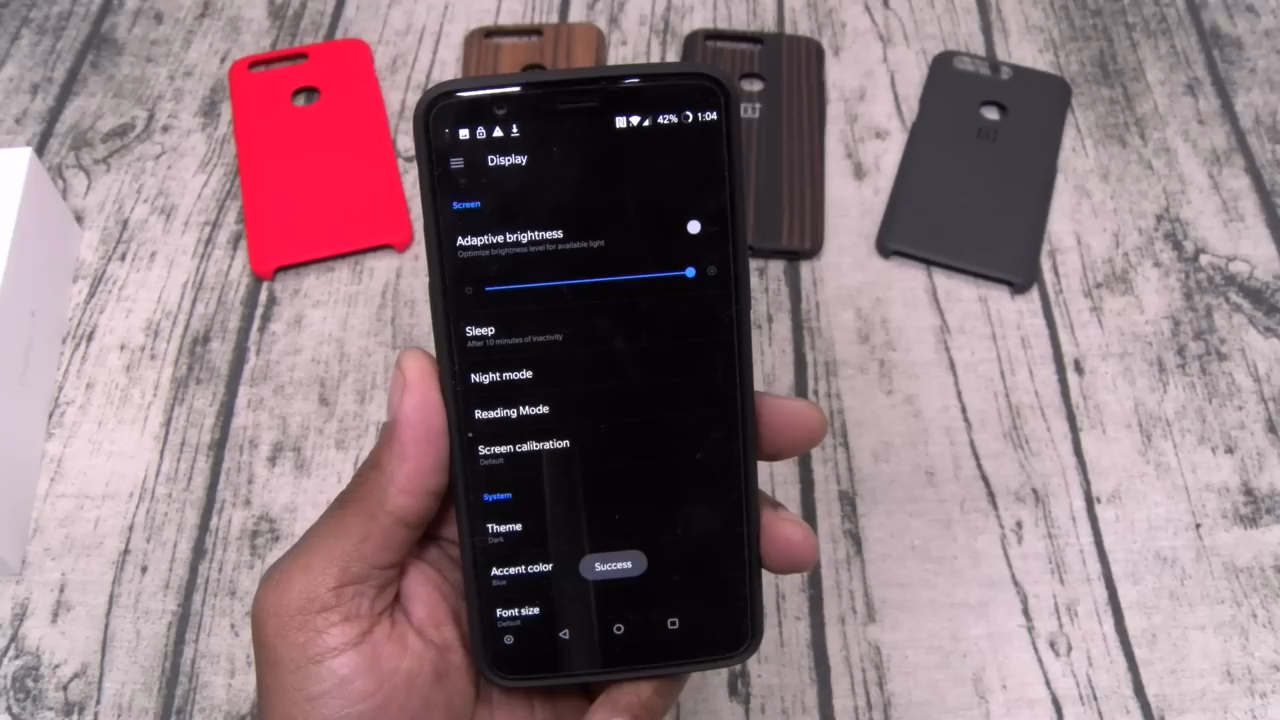 42% 1:04
Display
Screen
Adaptive brightness
Optimize brightness level for available light
Sleep
After 10 minutes of inactivity
Night mode
Reading Mode
Screen calibration
Default
System
Theme
Dark
Accent color
Blue
Success
Font size
Default